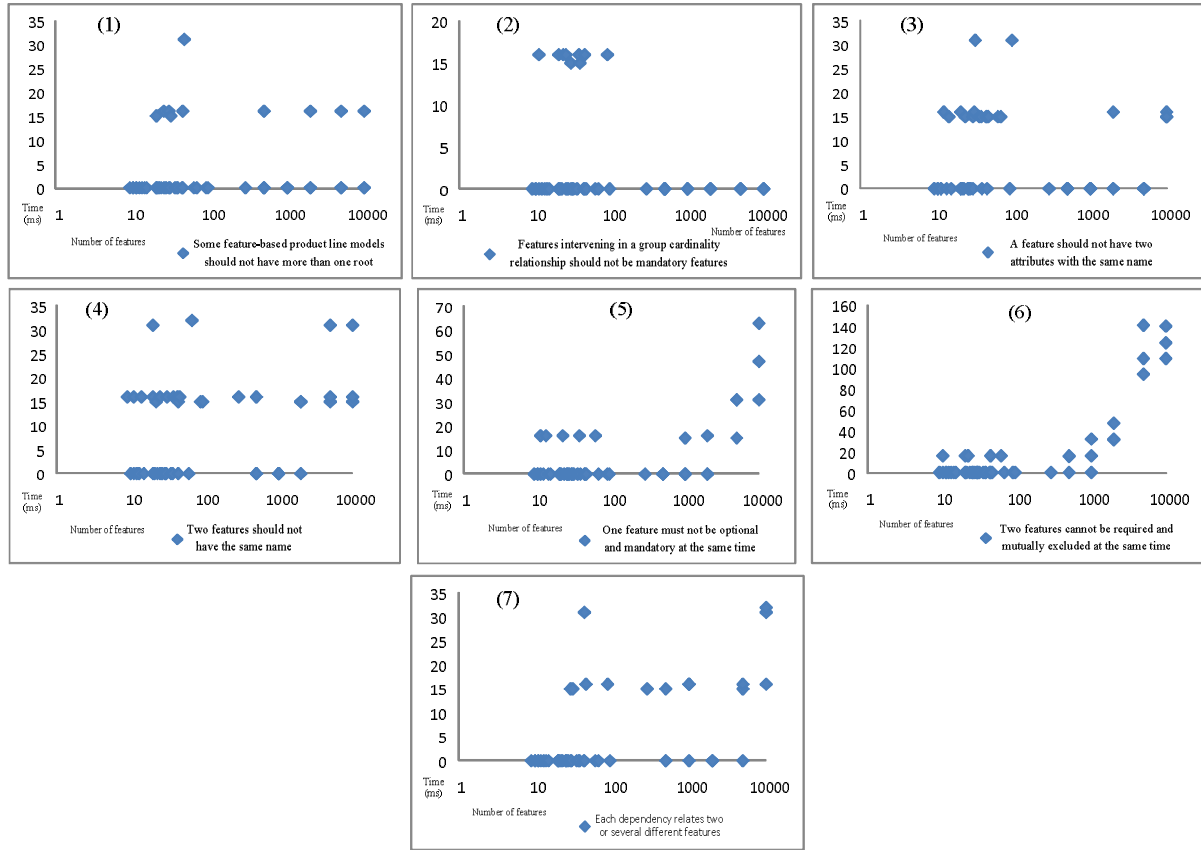 (1)
35
30
25
20
15
10
5
0
Time
(ms)
1 10 100 1000 10000
Number of features
Some feature-based product line models
should not have more than one root
(2)
20
15
10
5
0
Time
(ms)
1 10 100 1000 10000
Number of features
Features intervening in a group cardinality
relationship should not be mandatory features
(3)
35
30
25
20
15
10
5
0
Time
(ms)
1 10 100 1000 10000
Number of features
A feature should not have two
attributes with the same name
(4)
35
30
25
20
15
10
5
0
Time
(ms)
1 10 100 1000 10000
Number of features
Two features should not
have the same name
(5)
70
60
50
40
30
20
10
0
Time
(ms)
1 10 100 1000 10000
Number of features
One feature must not be optional
and mandatory at the same time
(6)
160
140
120
100
80
60
40
20
0
Time
(ms)
1 10 100 1000 10000
Number of features
Two features cannot be required and
mutually excluded at the same time
(7)
35
30
25
20
15
10
5
0
Time
(ms)
1 10 100 1000 10000
Number of features
Each dependency relates two
or several different features